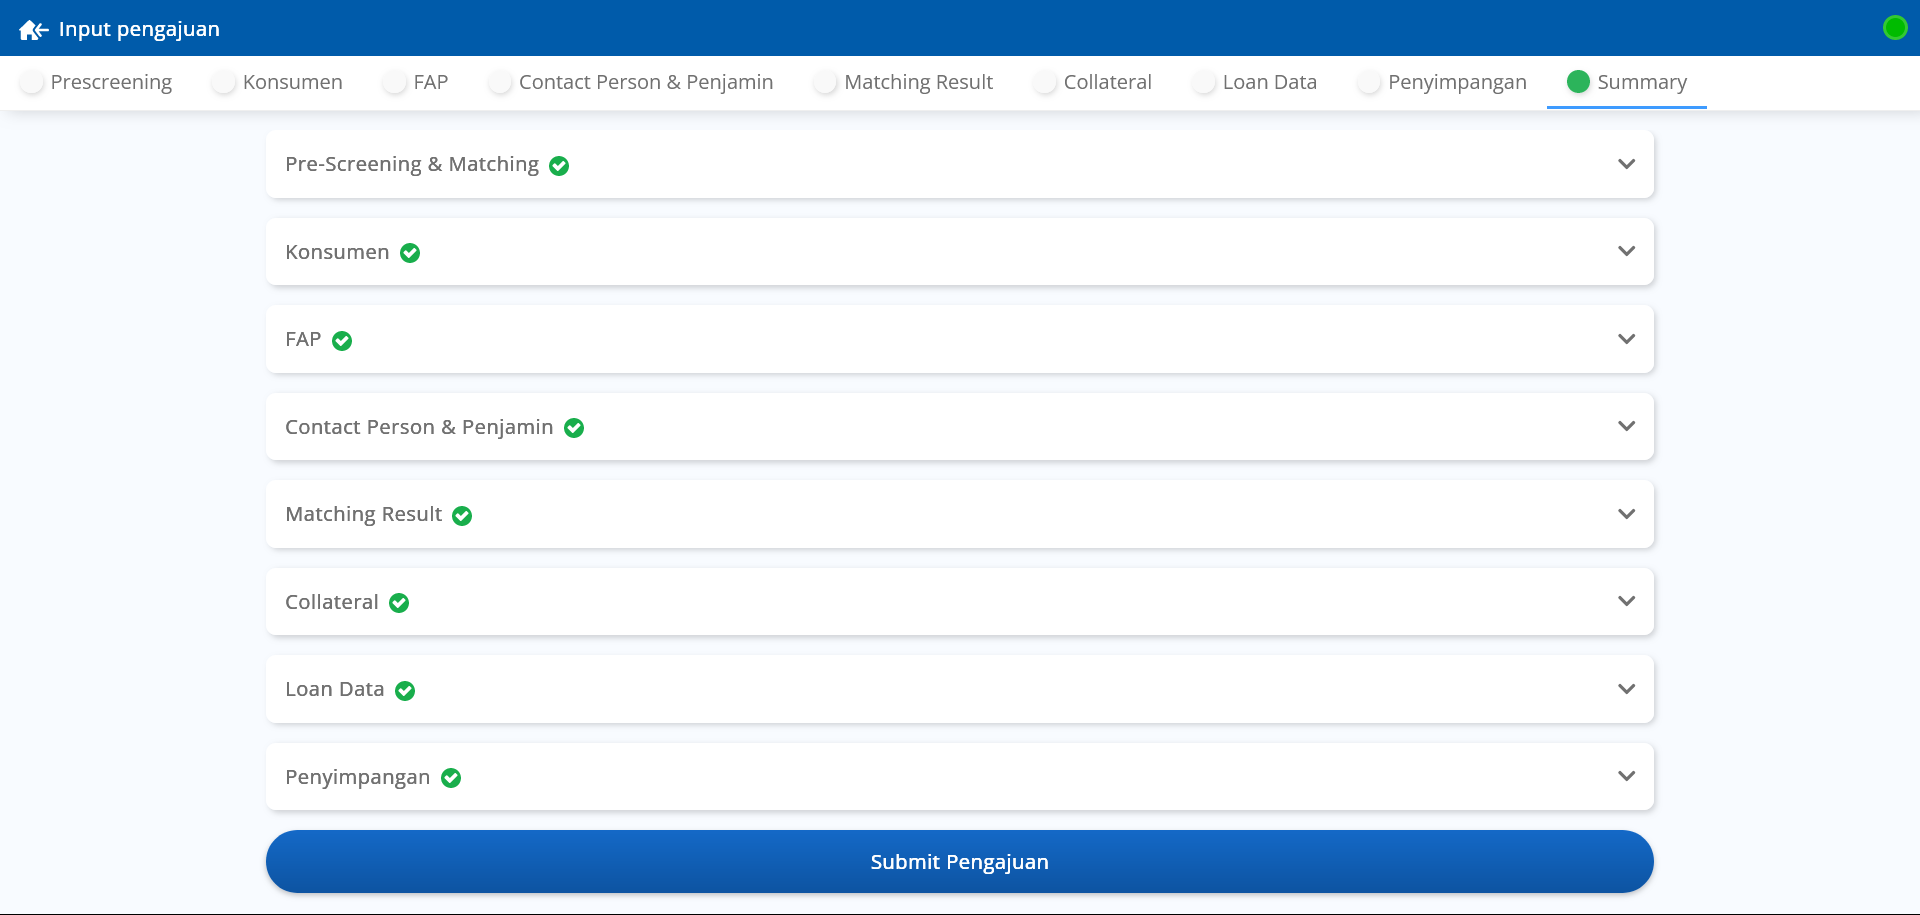 Input pengajuan
Prescreening Konsumen FAP Contact Person & Penjamin Matching Result Collateral Loan Data Penyimpangan Summary
Pre-Screening & Matching
Konsumen
FAP
Contact Person & Penjamin
Matching Result
Collateral
Loan Data
Penyimpangan
Submit Pengajuan